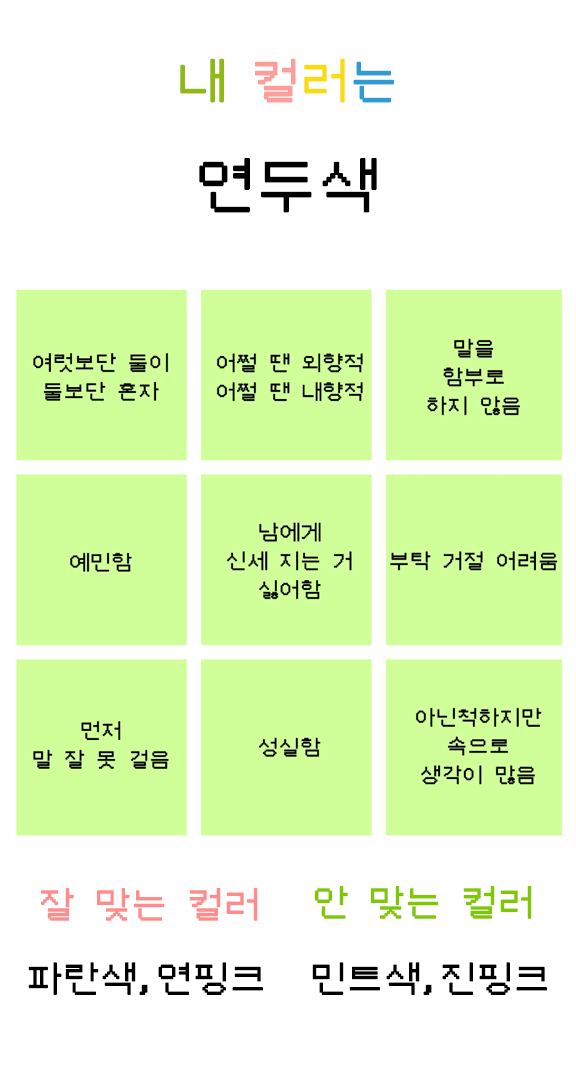 내 컬러는
연두색
여럿보단 둘이
둘보단 혼자
어쩔 땐 외향적
어쩔 땐 내향적
말을
함부로
하지 않음
예민함
남에게
신세 지는 거
싫어함
부탁 거절 어려움
먼저
말 잘 못 걸음
성실함
아닌척하지만
속으로
생각이 많음
잘 맞는 컬러
안 맞는 컬러
파란색, 연핑크
민트색, 진핑크